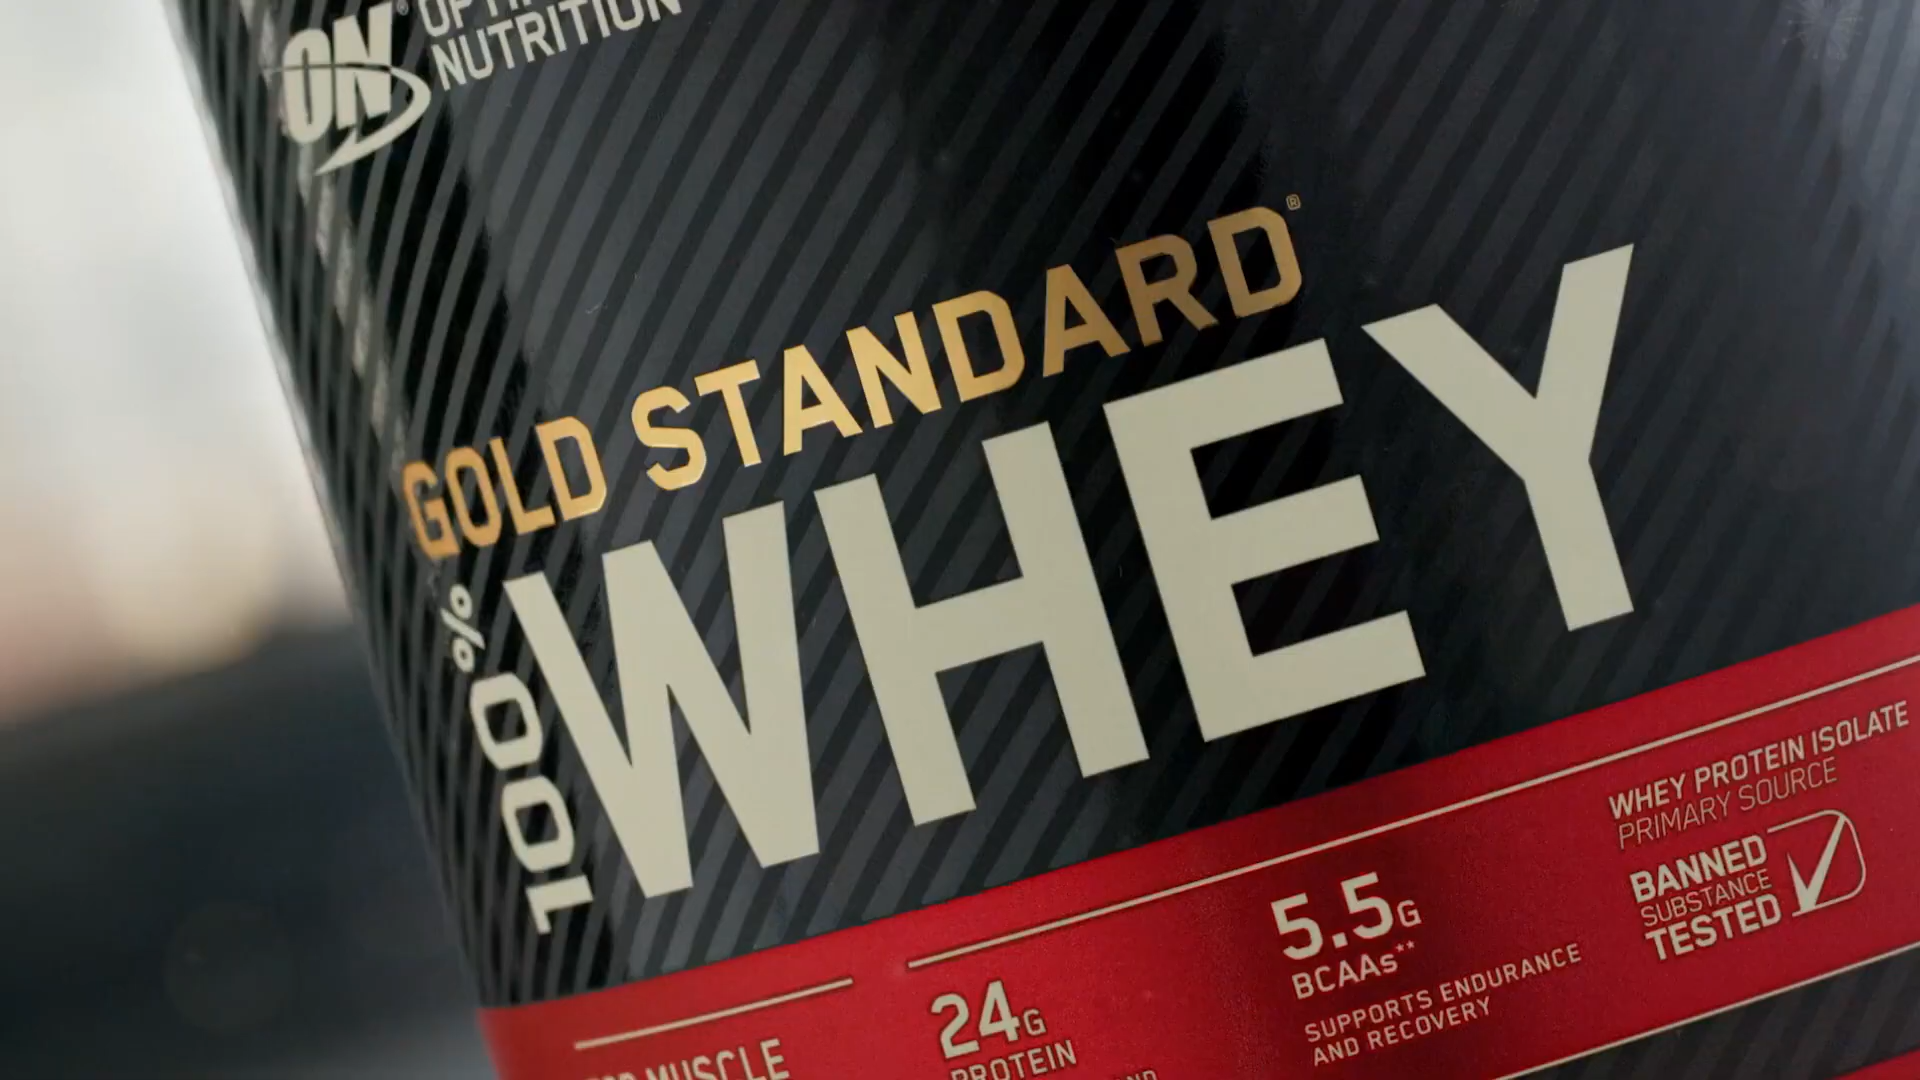 ON®
NUTRITION
GOLD STANDARD®
100%
WHEY
MUSCLE
24G
PROTEIN
5.5G
BCAAs**
SUPPORTS ENDURANCE
AND RECOVERY
WHEY PROTEIN ISOLATE
PRIMARY SOURCE
BANNED
SUBSTANCE
TESTED